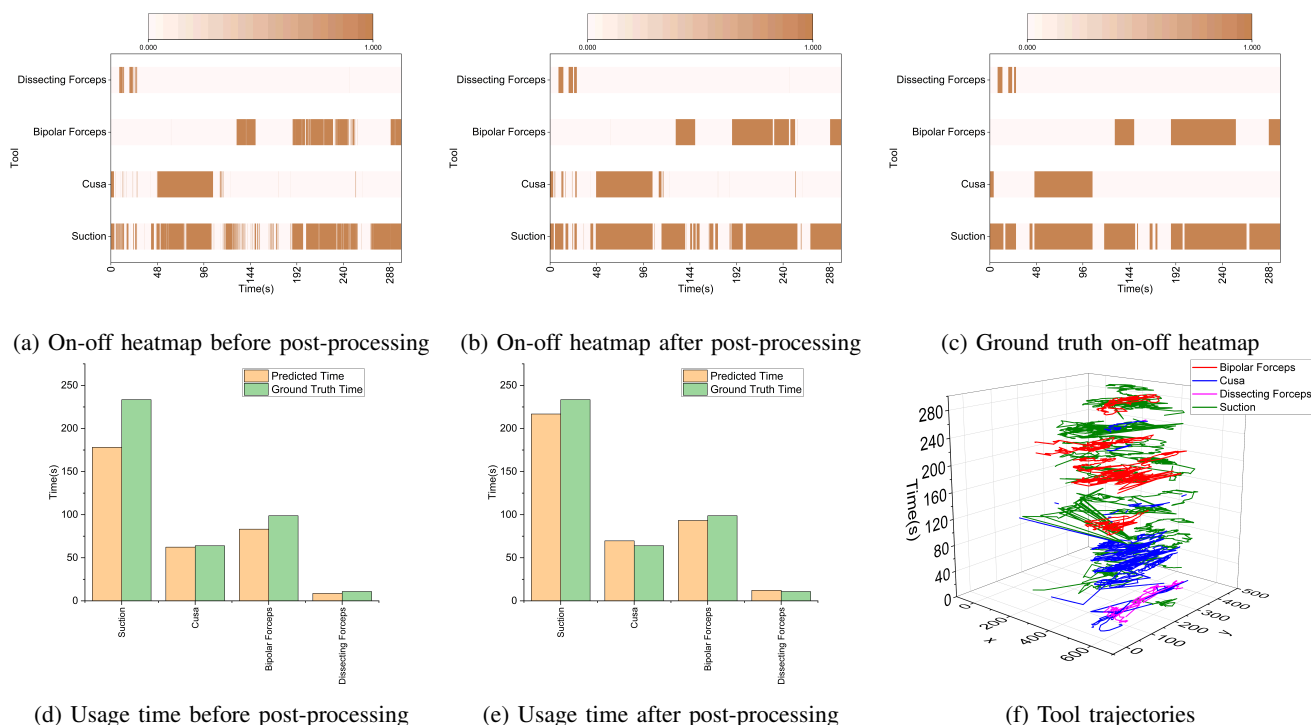 0.000 1.000
Dissecting Forceps
Bipolar Forceps
Cusa
Suction
Tool
0 48 96 144 192 240 288
Time(s)
(a) On-off heatmap before post-processing
0.000 1.000
Dissecting Forceps
Bipolar Forceps
Cusa
Suction
Tool
0 48 96 144 192 240 288
Time(s)
(b) On-off heatmap after post-processing
0.000 1.000
Dissecting Forceps
Bipolar Forceps
Cusa
Suction
Tool
0 48 96 144 192 240 288
Time(s)
(c) Ground truth on-off heatmap
Predicted Time
Ground Truth Time
250
200
150
100
50
0
Time(s)
Suction
Cusa
Bipolar Forceps
Dissecting Forceps
(d) Usage time before post-processing
Predicted Time
Ground Truth Time
250
200
150
100
50
0
Time(s)
Suction
Cusa
Bipolar Forceps
Dissecting Forceps
(e) Usage time after post-processing
Bipolar Forceps
Cusa
Dissecting Forceps
Suction
280
240
200
160
120
80
40
0
Time(s)
0 200 400 600
x
0 100 200 300 400 500
y
(f) Tool trajectories